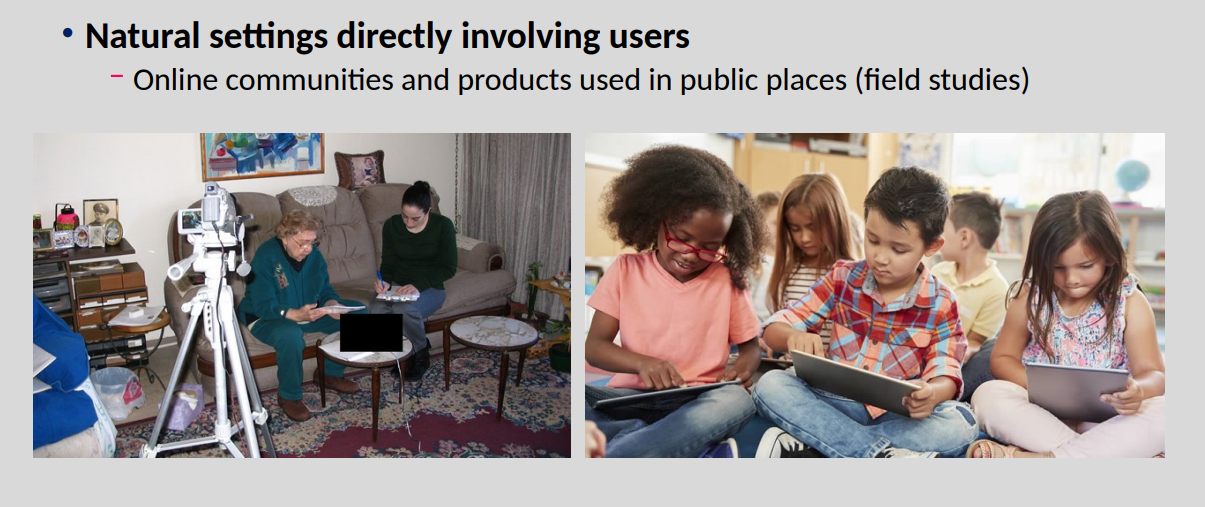 • Natural settings directly involving users
– Online communities and products used in public places (field studies)